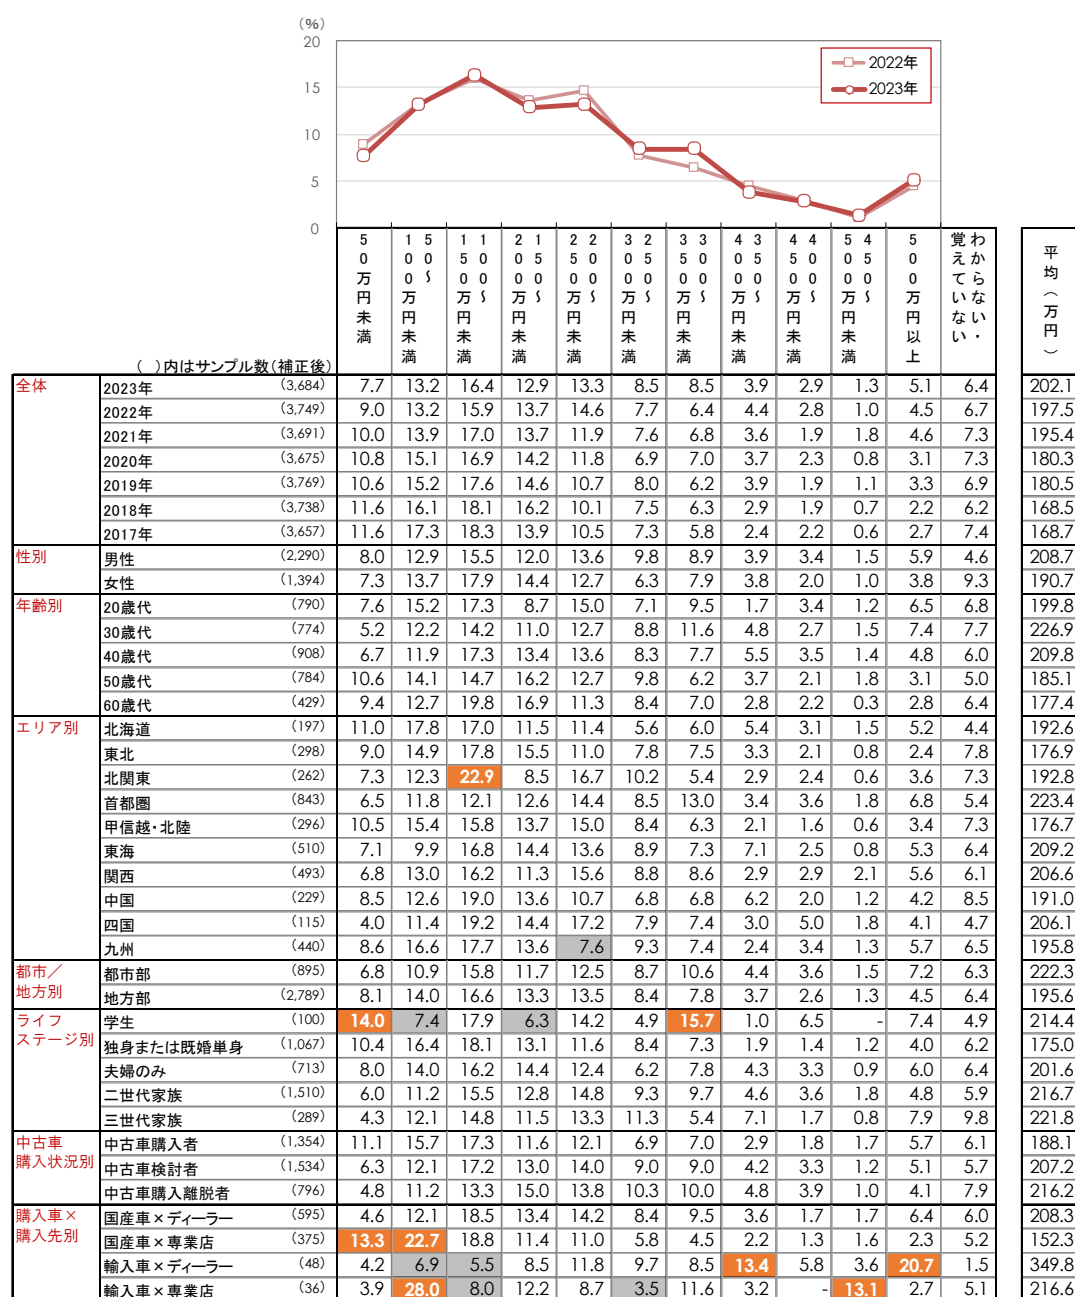 (%)
20
15
10
5
0
2022年
2023年
50万円未満
50～100万円未満
100～150万円未満
150～200万円未満
200～250万円未満
250～300万円未満
300～350万円未満
350～400万円未満
400～450万円未満
450～500万円未満
500万円以上
わからない・覚えていない
平均(万円)
( )内はサンプル数(補正後)
全体
2023年 (3,684) 7.7 13.2 16.4 12.9 13.3 8.5 8.5 3.9 2.9 1.3 5.1 6.4 202.1
2022年 (3,749) 9.0 13.2 15.9 13.7 14.6 7.7 6.4 4.4 2.8 1.0 4.5 6.7 197.5
2021年 (3,691) 10.0 13.9 17.0 13.7 11.9 7.6 6.8 3.6 1.9 1.8 4.6 7.3 195.4
2020年 (3,675) 10.8 15.1 16.9 14.2 11.8 6.9 7.0 3.7 2.3 0.8 3.1 7.3 180.3
2019年 (3,769) 10.6 15.2 17.6 14.6 10.7 8.0 6.2 3.9 1.9 1.1 3.3 6.9 180.5
2018年 (3,738) 11.6 16.1 18.1 16.2 10.1 7.5 6.3 2.9 1.9 0.7 2.2 6.2 168.5
2017年 (3,657) 11.6 17.3 18.3 13.9 10.5 7.3 5.8 2.4 2.2 0.6 2.7 7.4 168.7
性別
男性 (2,290) 8.0 12.9 15.5 12.0 13.6 9.8 8.9 3.9 3.4 1.5 5.9 4.6 208.7
女性 (1,394) 7.3 13.7 17.9 14.4 12.7 6.3 7.9 3.8 2.0 1.0 3.8 9.3 190.7
年齢別
20歳代 (790) 7.6 15.2 17.3 8.7 15.0 7.1 9.5 1.7 3.4 1.2 6.5 6.8 199.8
30歳代 (774) 5.2 12.2 14.2 11.0 12.7 8.8 11.6 4.8 2.7 1.5 7.4 7.7 226.9
40歳代 (908) 6.7 11.9 17.3 13.4 13.6 8.3 7.7 5.5 3.5 1.4 4.8 6.0 209.8
50歳代 (784) 10.6 14.1 14.7 16.2 12.7 9.8 6.2 3.7 2.1 1.8 3.1 5.0 185.1
60歳代 (429) 9.4 12.7 19.8 16.9 11.3 8.4 7.0 2.8 2.2 0.3 2.8 6.4 177.4
エリア別
北海道 (197) 11.0 17.8 17.0 11.5 11.4 5.6 6.0 5.4 3.1 1.5 5.2 4.4 192.6
東北 (298) 9.0 14.9 17.8 15.5 11.0 7.8 7.5 3.3 2.1 0.8 2.4 7.8 176.9
北関東 (262) 7.3 12.3 22.9 8.5 16.7 10.2 5.4 2.9 2.4 0.6 3.6 7.3 192.8
首都圏 (843) 6.5 11.8 12.1 12.6 14.4 8.5 13.0 3.4 3.6 1.8 6.8 5.4 223.4
甲信越・北陸 (296) 10.5 15.4 15.8 13.7 15.0 8.4 6.3 2.1 1.6 0.6 3.4 7.3 176.7
東海 (510) 7.1 9.9 16.8 14.4 13.6 8.9 7.3 7.1 2.5 0.8 5.3 6.4 209.2
関西 (493) 6.8 13.0 16.2 11.3 15.6 8.8 8.6 2.9 2.9 2.1 5.6 6.1 206.6
中国 (229) 8.5 12.6 19.0 13.6 10.7 6.8 6.8 6.2 2.0 1.2 4.2 8.5 191.0
四国 (115) 4.0 11.4 19.2 14.4 17.2 7.9 7.4 3.0 5.0 1.8 4.1 4.7 206.1
九州 (440) 8.6 16.6 17.7 13.6 7.6 9.3 7.4 2.4 3.4 1.3 5.7 6.5 195.8
都市／
地方別
都市部 (895) 6.8 10.9 15.8 11.7 12.5 8.7 10.6 4.4 3.6 1.5 7.2 6.3 222.3
地方部 (2,789) 8.1 14.0 16.6 13.3 13.5 8.4 7.8 3.7 2.6 1.3 4.5 6.4 195.6
ライフ
ステージ別
学生 (100) 14.0 7.4 17.9 6.3 14.2 4.9 15.7 1.0 6.5 - 7.4 4.9 214.4
独身または既婚単身 (1,067) 10.4 16.4 18.1 13.1 11.6 8.4 7.3 1.9 1.4 1.2 4.0 6.2 175.0
夫婦のみ (713) 8.0 14.0 16.2 14.4 12.4 6.2 7.8 4.3 3.3 0.9 6.0 6.4 201.6
二世代家族 (1,510) 6.0 11.2 15.5 12.8 14.8 9.3 9.7 4.6 3.6 1.8 4.8 5.9 216.7
三世代家族 (289) 4.3 12.1 14.8 11.5 13.3 11.3 5.4 7.1 1.7 0.8 7.9 9.8 221.8
中古車
購入状況別
中古車購入者 (1,354) 11.1 15.7 17.3 11.6 12.1 6.9 7.0 2.9 1.8 1.7 5.7 6.1 188.1
中古車検討者 (1,534) 6.3 12.1 17.2 13.0 14.0 9.0 9.0 4.2 3.3 1.2 5.1 5.7 207.2
中古車購入離脱者 (796) 4.8 11.2 13.3 15.0 13.8 10.3 10.0 4.8 3.9 1.0 4.1 7.9 216.2
購入車×
購入先別
国産車×ディーラー (595) 4.6 12.1 18.5 13.4 14.2 8.4 9.5 3.6 1.7 1.7 6.4 6.0 208.3
国産車×専業店 (375) 13.3 22.7 18.8 11.4 11.0 5.8 4.5 2.2 1.3 1.6 2.3 5.2 152.3
輸入車×ディーラー (48) 4.2 6.9 5.5 8.5 11.8 9.7 8.5 13.4 5.8 3.6 20.7 1.5 349.8
輸入車×専業店 (36) 3.9 28.0 8.0 12.2 8.7 3.5 11.6 3.2 - 13.1 2.7 5.1 216.6